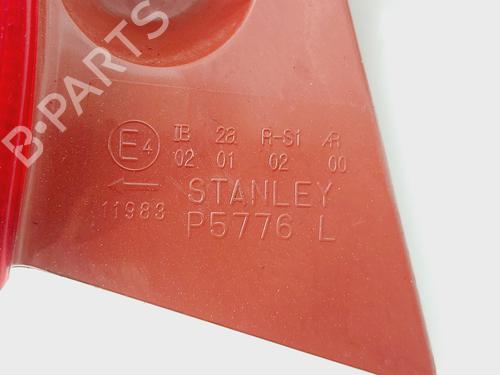 B-PARTS
E4 IB 2a R-S1 AR
02 01 02 00
STANLEY
11983
P5776 L